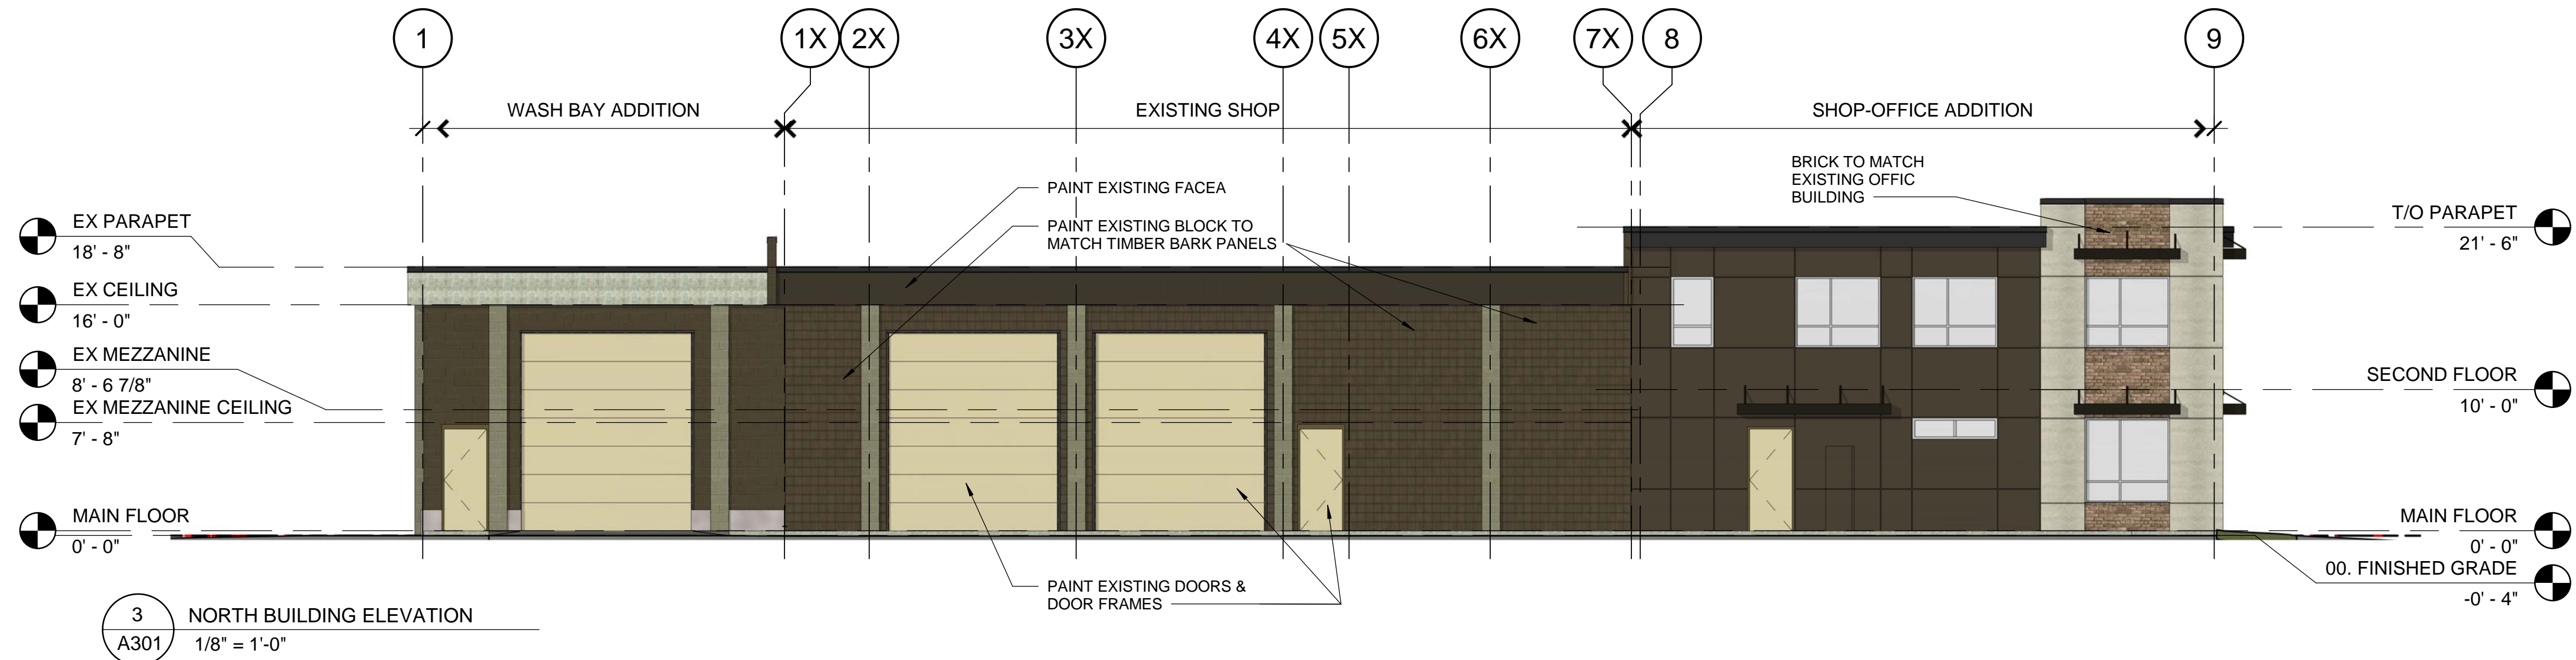 1
1X
2X
3X
4X
5X
6X
7X
8
9
WASH BAY ADDITION
EXISTING SHOP
SHOP-OFFICE ADDITION
BRICK TO MATCH
EXISTING OFFIC
BUILDING
PAINT EXISTING FACEA
PAINT EXISTING BLOCK TO
MATCH TIMBER BARK PANELS
EX PARAPET
18' - 8"
EX CEILING
16' - 0"
EX MEZZANINE
8' - 6 7/8"
EX MEZZANINE CEILING
7' - 8"
MAIN FLOOR
0' - 0"
T/O PARAPET
21' - 6"
SECOND FLOOR
10' - 0"
MAIN FLOOR
0' - 0"
00. FINISHED GRADE
-0' - 4"
PAINT EXISTING DOORS &
DOOR FRAMES
3
A301
NORTH BUILDING ELEVATION
1/8" = 1'-0"